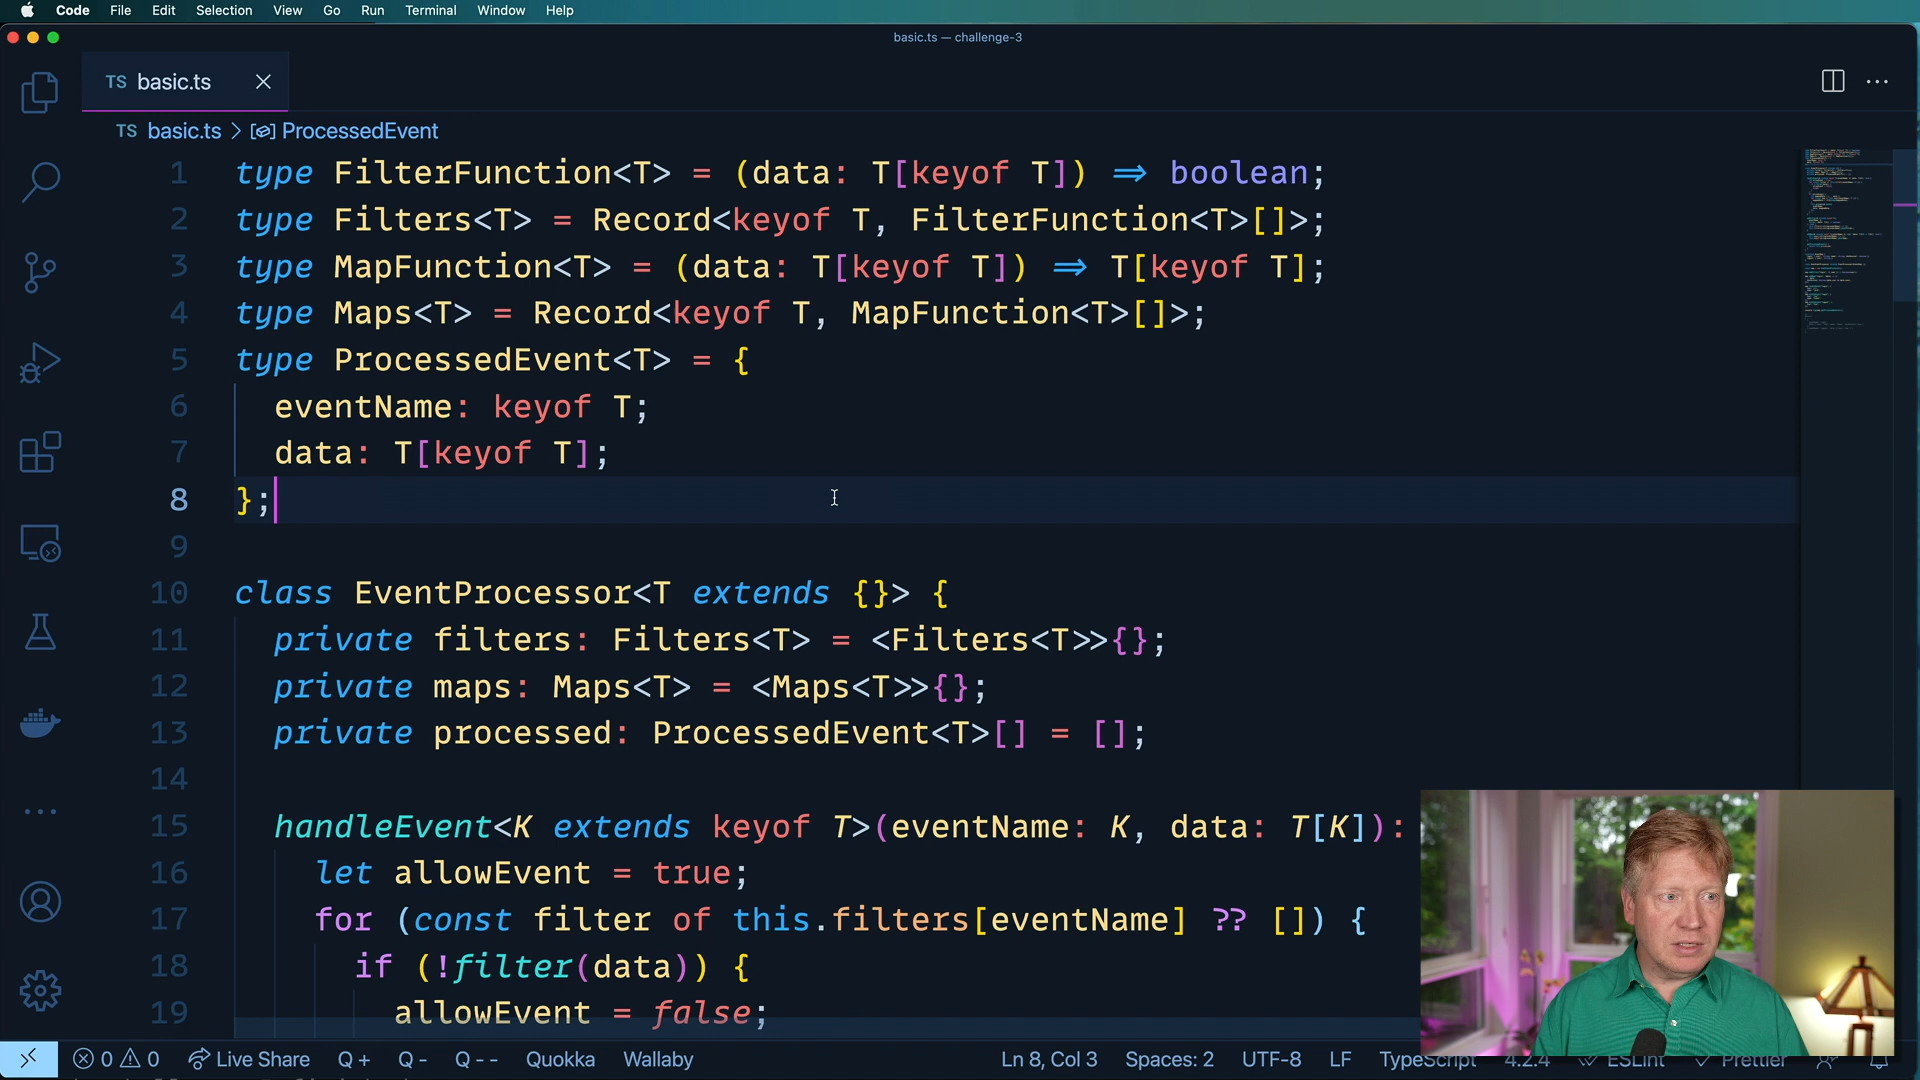 Code File Edit Selection View Go Run Terminal Window Help
basic.ts — challenge-3
TS basic.ts
TS basic.ts > ProcessedEvent
1 type FilterFunction<T> = (data: T[keyof T]) => boolean;
2 type Filters<T> = Record<keyof T, FilterFunction<T>[]>;
3 type MapFunction<T> = (data: T[keyof T]) => T[keyof T];
4 type Maps<T> = Record<keyof T, MapFunction<T>[]>;
5 type ProcessedEvent<T> = {
6 eventName: keyof T;
7 data: T[keyof T];
8 };
9
10 class EventProcessor<T extends {}> {
11 private filters: Filters<T> = <Filters<T>>{};
12 private maps: Maps<T> = <Maps<T>>{};
13 private processed: ProcessedEvent<T>[] = [];
14
15 handleEvent<K extends keyof T>(eventName: K, data: T[K]):
16 let allowEvent = true;
17 for (const filter of this.filters[eventName] ?? []) {
18 if (!filter(data)) {
19 allowEvent = false;
0 0 Live Share Q + Q - Q - - Quokka Wallaby Ln 8, Col 3 Spaces: 2 UTF-8 LF TypeScript 4.2.4 ESLint Prettier